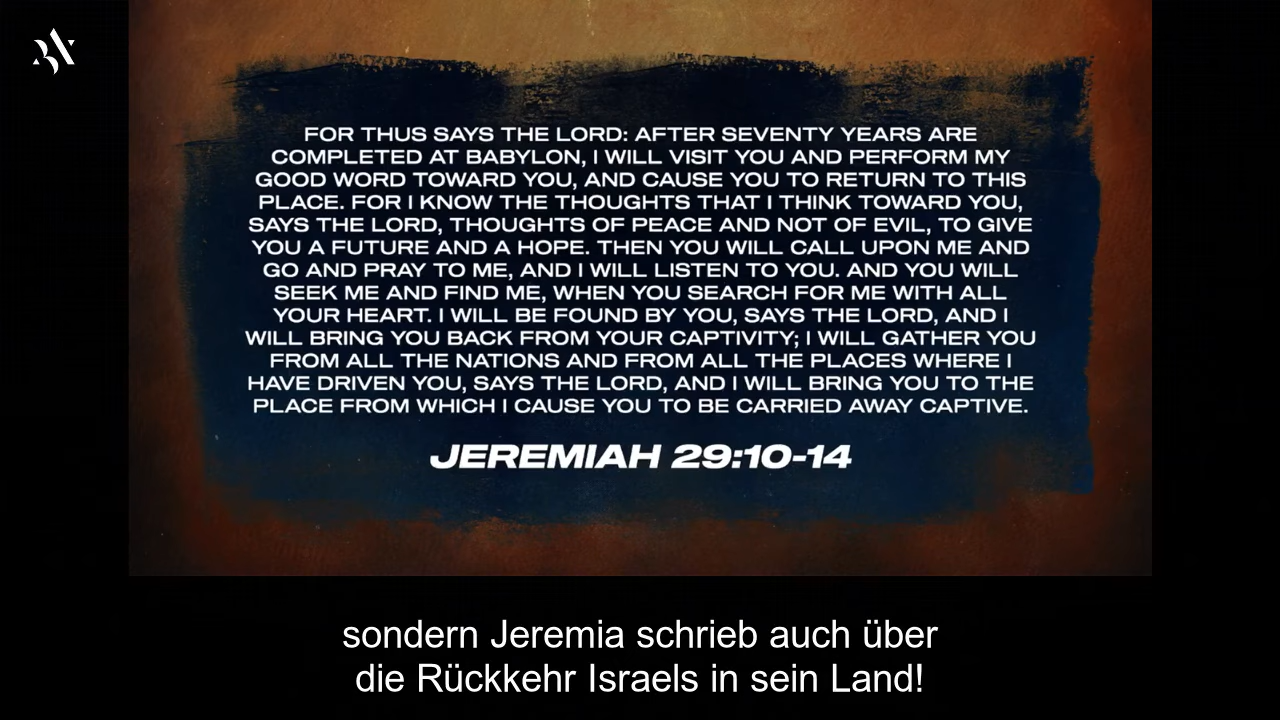 FOR THUS SAYS THE LORD: AFTER SEVENTY YEARS ARE
COMPLETED AT BABYLON, I WILL VISIT YOU AND PERFORM MY
GOOD WORD TOWARD YOU, AND CAUSE YOU TO RETURN TO THIS
PLACE. FOR I KNOW THE THOUGHTS THAT I THINK TOWARD YOU,
SAYS THE LORD, THOUGHTS OF PEACE AND NOT OF EVIL, TO GIVE
YOU A FUTURE AND A HOPE. THEN YOU WILL CALL UPON ME AND
GO AND PRAY TO ME, AND I WILL LISTEN TO YOU. AND YOU WILL
SEEK ME AND FIND ME, WHEN YOU SEARCH FOR ME WITH ALL
YOUR HEART. I WILL BE FOUND BY YOU, SAYS THE LORD, AND I
WILL BRING YOU BACK FROM YOUR CAPTIVITY; I WILL GATHER YOU
FROM ALL THE NATIONS AND FROM ALL THE PLACES WHERE I
HAVE DRIVEN YOU, SAYS THE LORD, AND I WILL BRING YOU TO THE
PLACE FROM WHICH I CAUSE YOU TO BE CARRIED AWAY CAPTIVE.
JEREMIAH 29:10-14
sondern Jeremia schrieb auch über
die Rückkehr Israels in sein Land!